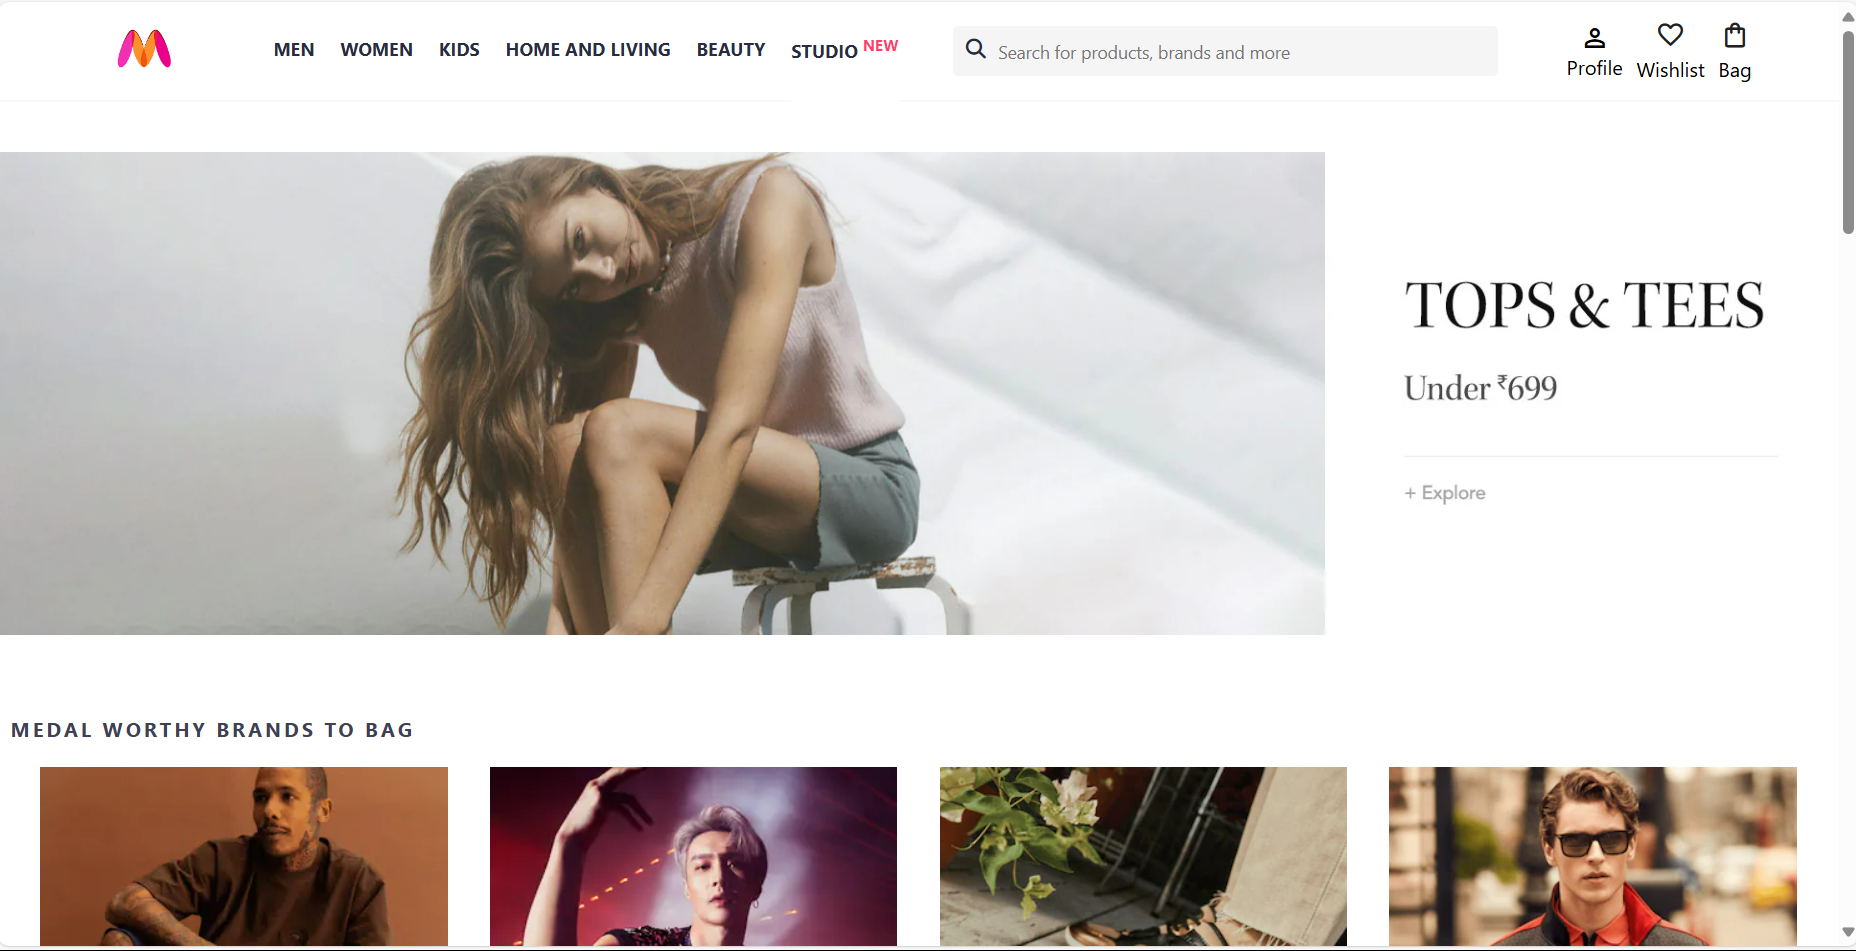 MEN WOMEN KIDS HOME AND LIVING BEAUTY STUDIO NEW
Search for products, brands and more
Profile Wishlist Bag
TOPS & TEES
Under ₹699
+ Explore
MEDAL WORTHY BRANDS TO BAG